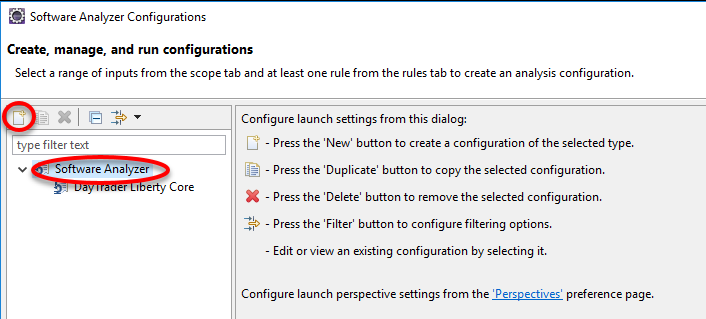 Software Analyzer Configurations
Create, manage, and run configurations
Select a range of inputs from the scope tab and at least one rule from the rules tab to create an analysis configuration.
type filter text
Software Analyzer
DayTrader Liberty Core
Configure launch settings from this dialog:
- Press the 'New' button to create a configuration of the selected type.
- Press the 'Duplicate' button to copy the selected configuration.
- Press the 'Delete' button to remove the selected configuration.
- Press the 'Filter' button to configure filtering options.
- Edit or view an existing configuration by selecting it.
Configure launch perspective settings from the 'Perspectives' preference page.